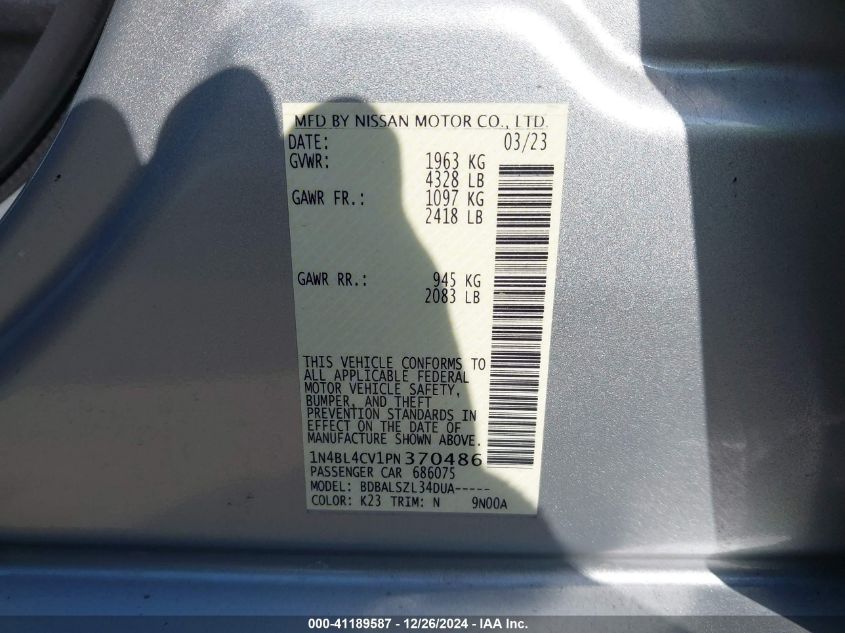 MFD BY NISSAN MOTOR CO., LTD.
DATE: 03/23
GVWR: 1963 KG
4328 LB
GAWR FR.: 1097 KG
2418 LB
GAWR RR.: 945 KG
2083 LB
THIS VEHICLE CONFORMS TO
ALL APPLICABLE FEDERAL
MOTOR VEHICLE SAFETY,
BUMPER, AND THEFT
PREVENTION STANDARDS IN
EFFECT ON THE DATE OF
MANUFACTURE SHOWN ABOVE.
1N4BL4CV1PN370486
PASSENGER CAR 686075
MODEL: BDBALSZL34DUA-----
COLOR: K23 TRIM: N 9N00A
000-41189587 - 12/26/2024 - IAA Inc.